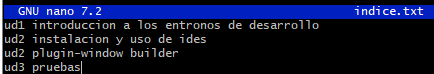 GNU nano 7.2 indice.txt
ud1 introduccion a los entronos de desarrollo
ud2 instalacion y uso de ides
ud2 plugin-window builder
ud3 pruebas